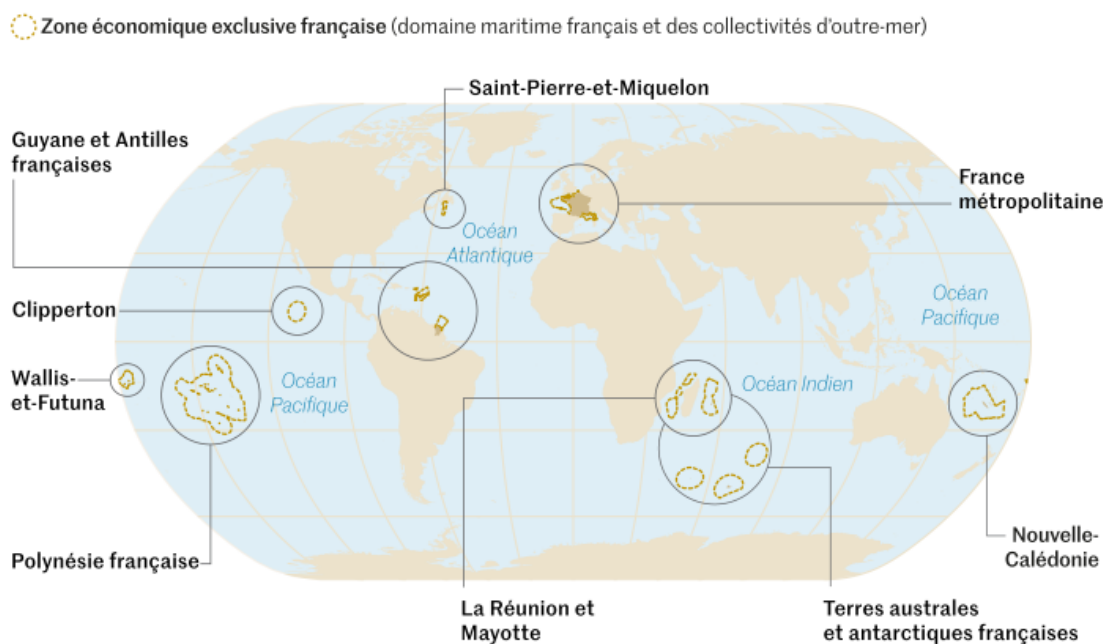 Zone économique exclusive française (domaine maritime français et des collectivités d'outre-mer)
Saint-Pierre-et-Miquelon
Guyane et Antilles
françaises
France
métropolitaine
Océan
Atlantique
Clipperton
Océan
Pacifique
Wallis-
et-Futuna
Océan
Pacifique
Océan Indien
Polynésie française
Nouvelle-
Calédonie
La Réunion et
Mayotte
Terres australes
et antarctiques françaises